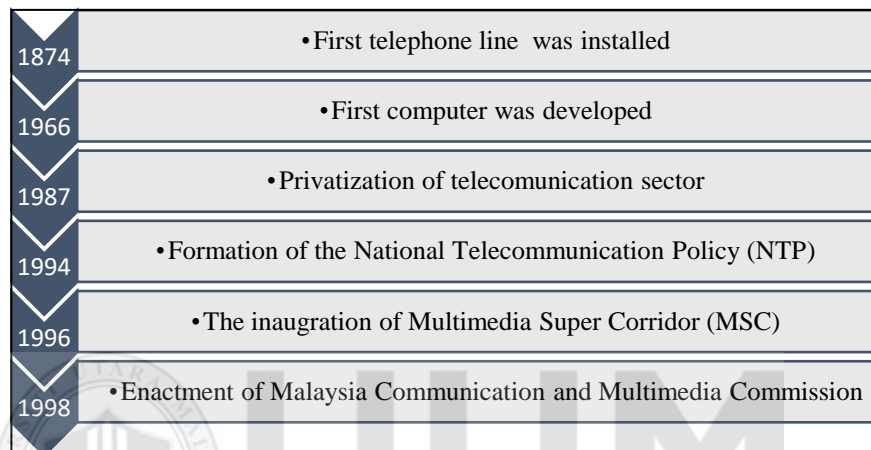 1874
•First telephone line was installed
1966
•First computer was developed
1987
•Privatization of telecomunication sector
1994
•Formation of the National Telecommunication Policy (NTP)
1996
•The inaugration of Multimedia Super Corridor (MSC)
1998
•Enactment of Malaysia Communication and Multimedia Commission
UTARA
UUM